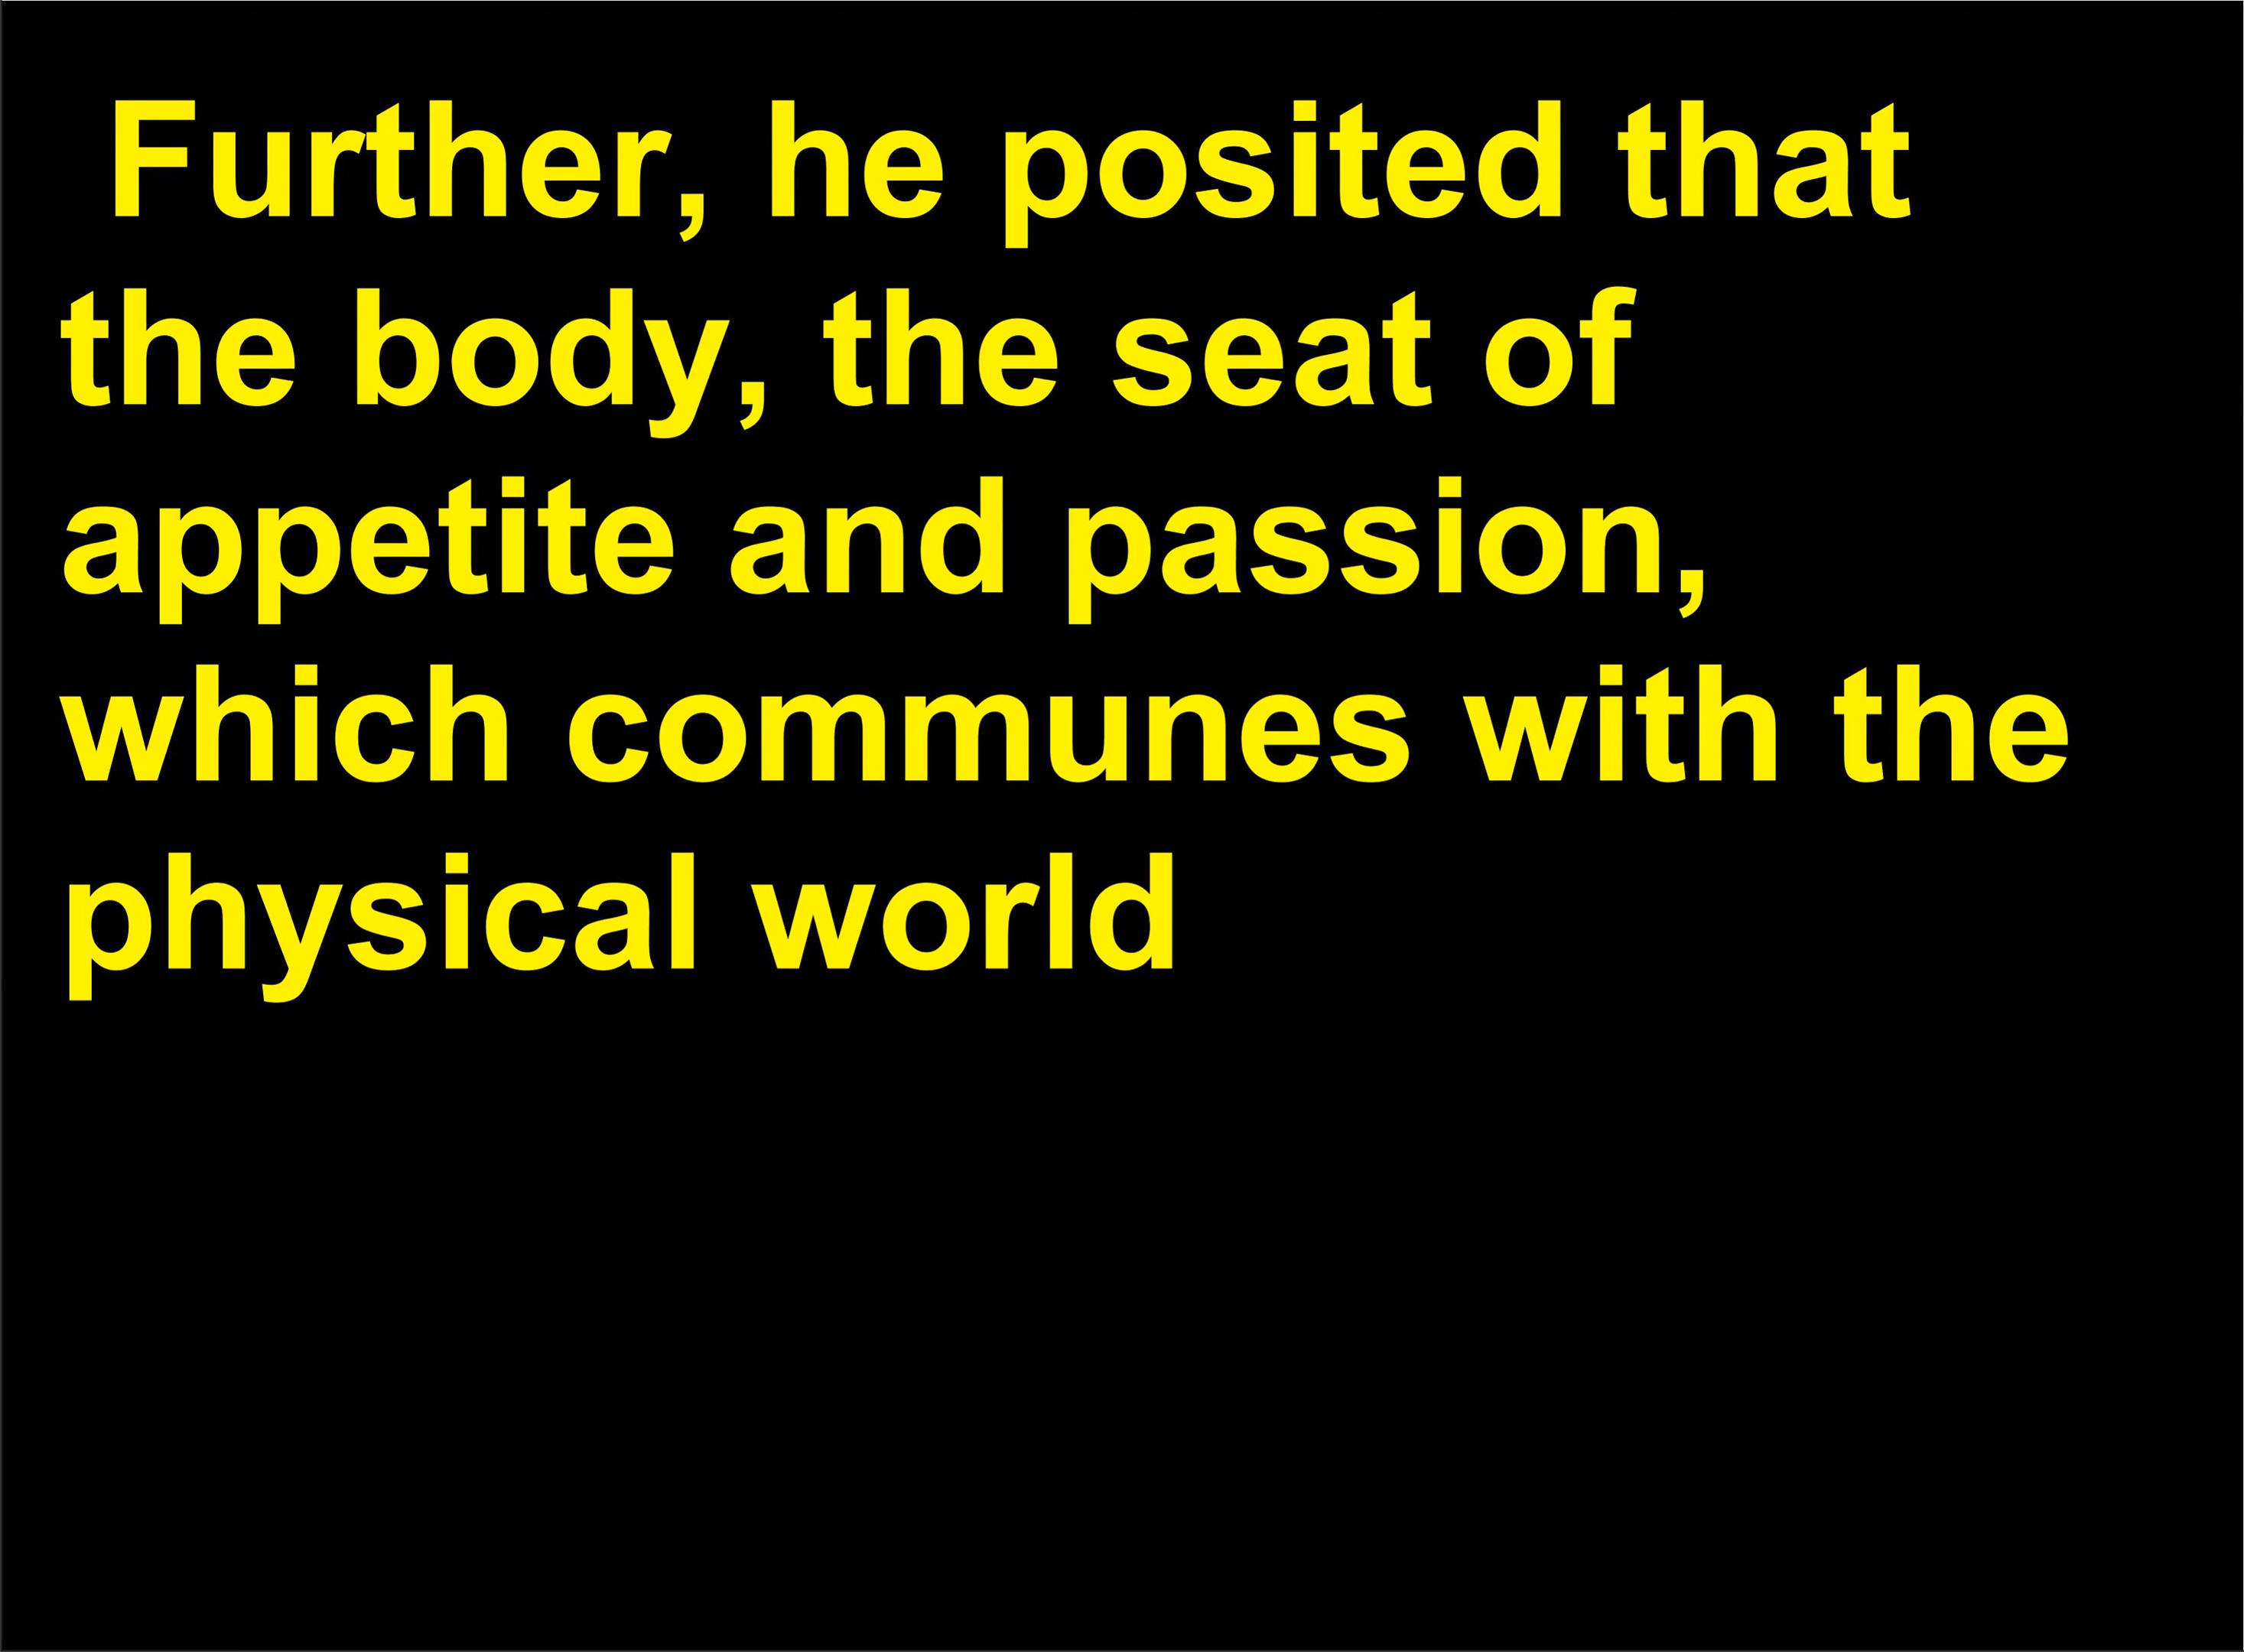 Further, he posited that
the body, the seat of
appetite and passion,
which communes with the
physical world